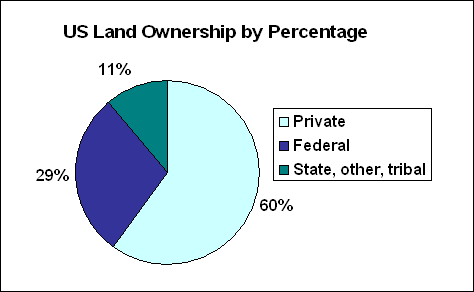 US Land Ownership by Percentage
11%
29%
60%
Private
Federal
State, other, tribal